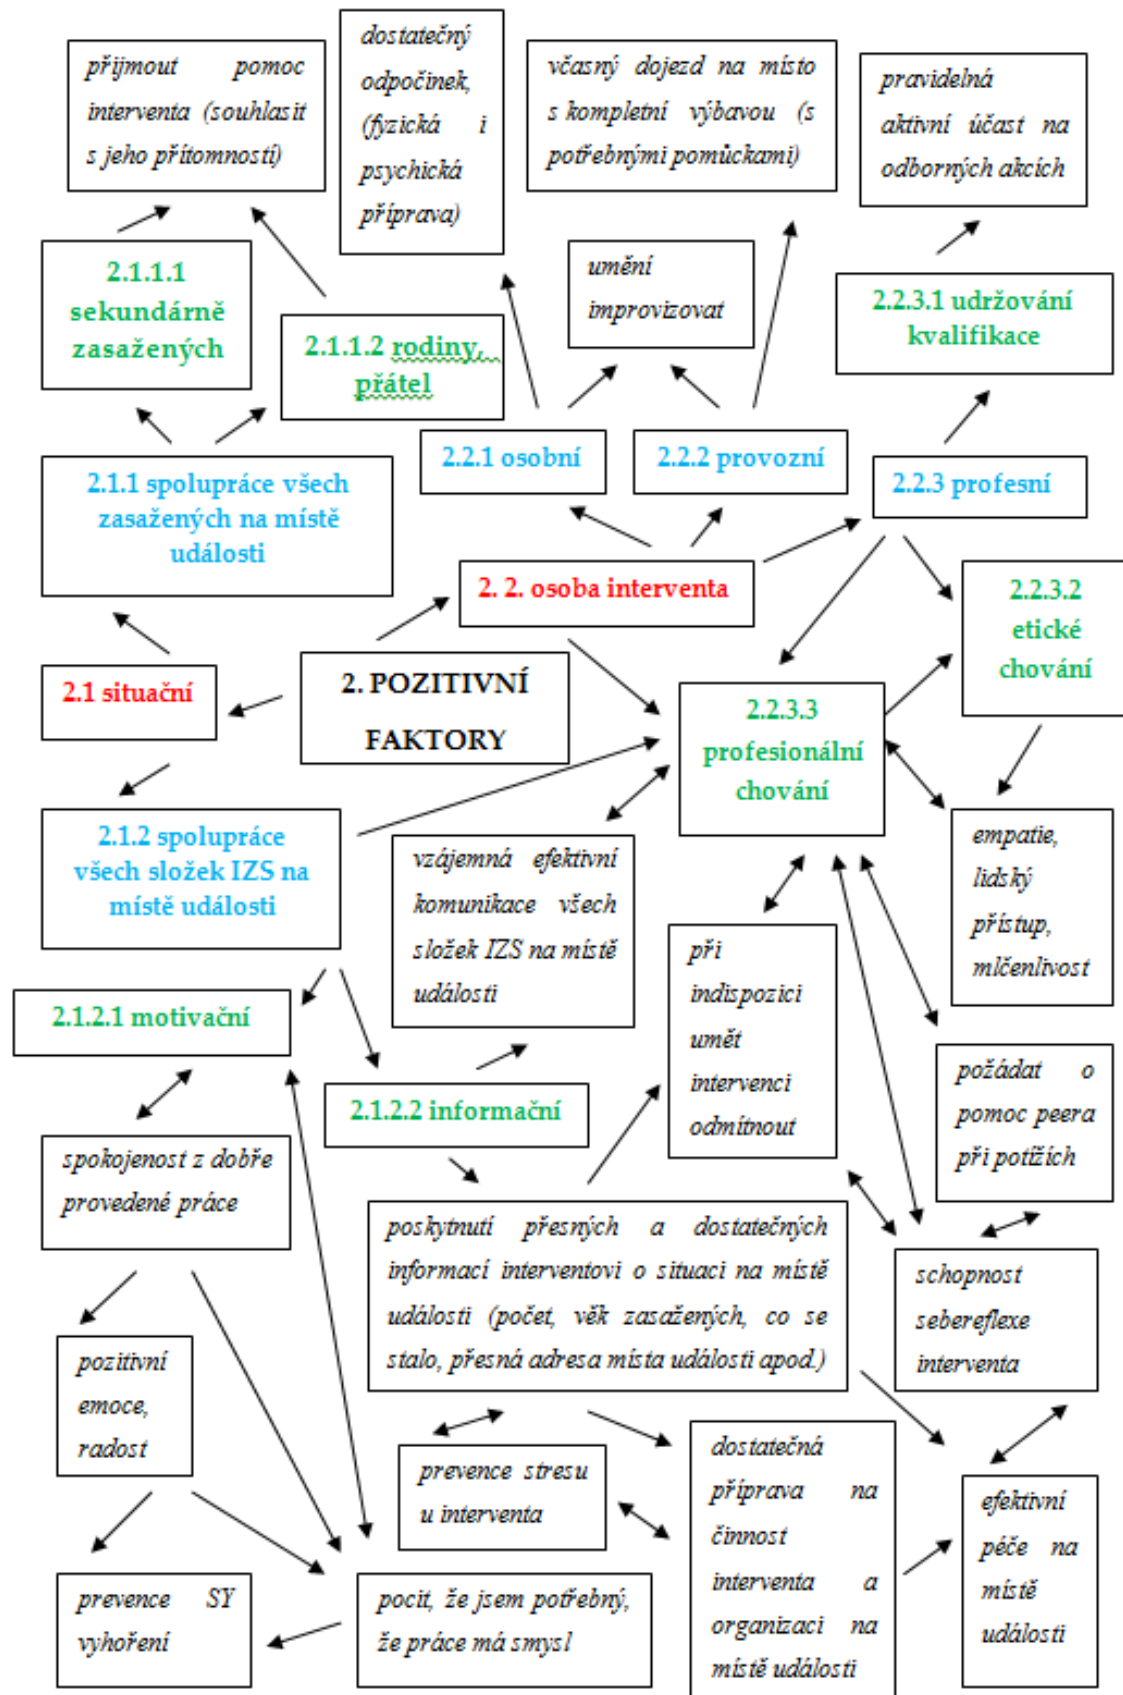 přijmout pomoc
interventa (souhlasit
s jeho přítomností)
dostatečný
odpočinek,
(fyzická i
psychická
příprava)
včasný dojezd na místo
s kompletní výbavou (s
potřebnými pomůckami)
pravidelná
aktivní účast na
odborných akcích
2.1.1.1
sekundárně
zasažených
2.1.1.2 rodiny,
přátel
umění
improvizovat
2.2.3.1 udržování
kvalifikace
2.1.1 spolupráce všech
zasažených na místě
události
2.2.1 osobní
2.2.2 provozní
2.2.3 profesní
2. 2. osoba interventa
2.2.3.2
etické
chování
2.1 situační
2. POZITIVNÍ
FAKTORY
2.2.3.3
profesionální
chování
2.1.2 spolupráce
všech složek IZS na
místě události
vzájemná efektivní
komunikace všech
složek IZS na místě
události
empatie,
lidský
přístup,
mlčenlivost
při
indispozici
umět
intervenci
odmítnout
2.1.2.1 motivační
2.1.2.2 informační
požádat o
pomoc peera
při potížích
spokojenost z dobře
provedené práce
poskytnutí přesných a dostatečných
informací interventovi o situaci na místě
události (počet, věk zasažených, co se
stalo, přesná adresa místa události apod.)
schopnost
sebereflexe
interventa
pozitivní
emoce,
radost
prevence stresu
u interventa
dostatečná
příprava na
činnost
interventa a
organizaci na
místě události
efektivní
péče na
místě
události
prevence SY
vyhoření
pocit, že jsem potřebný,
že práce má smysl